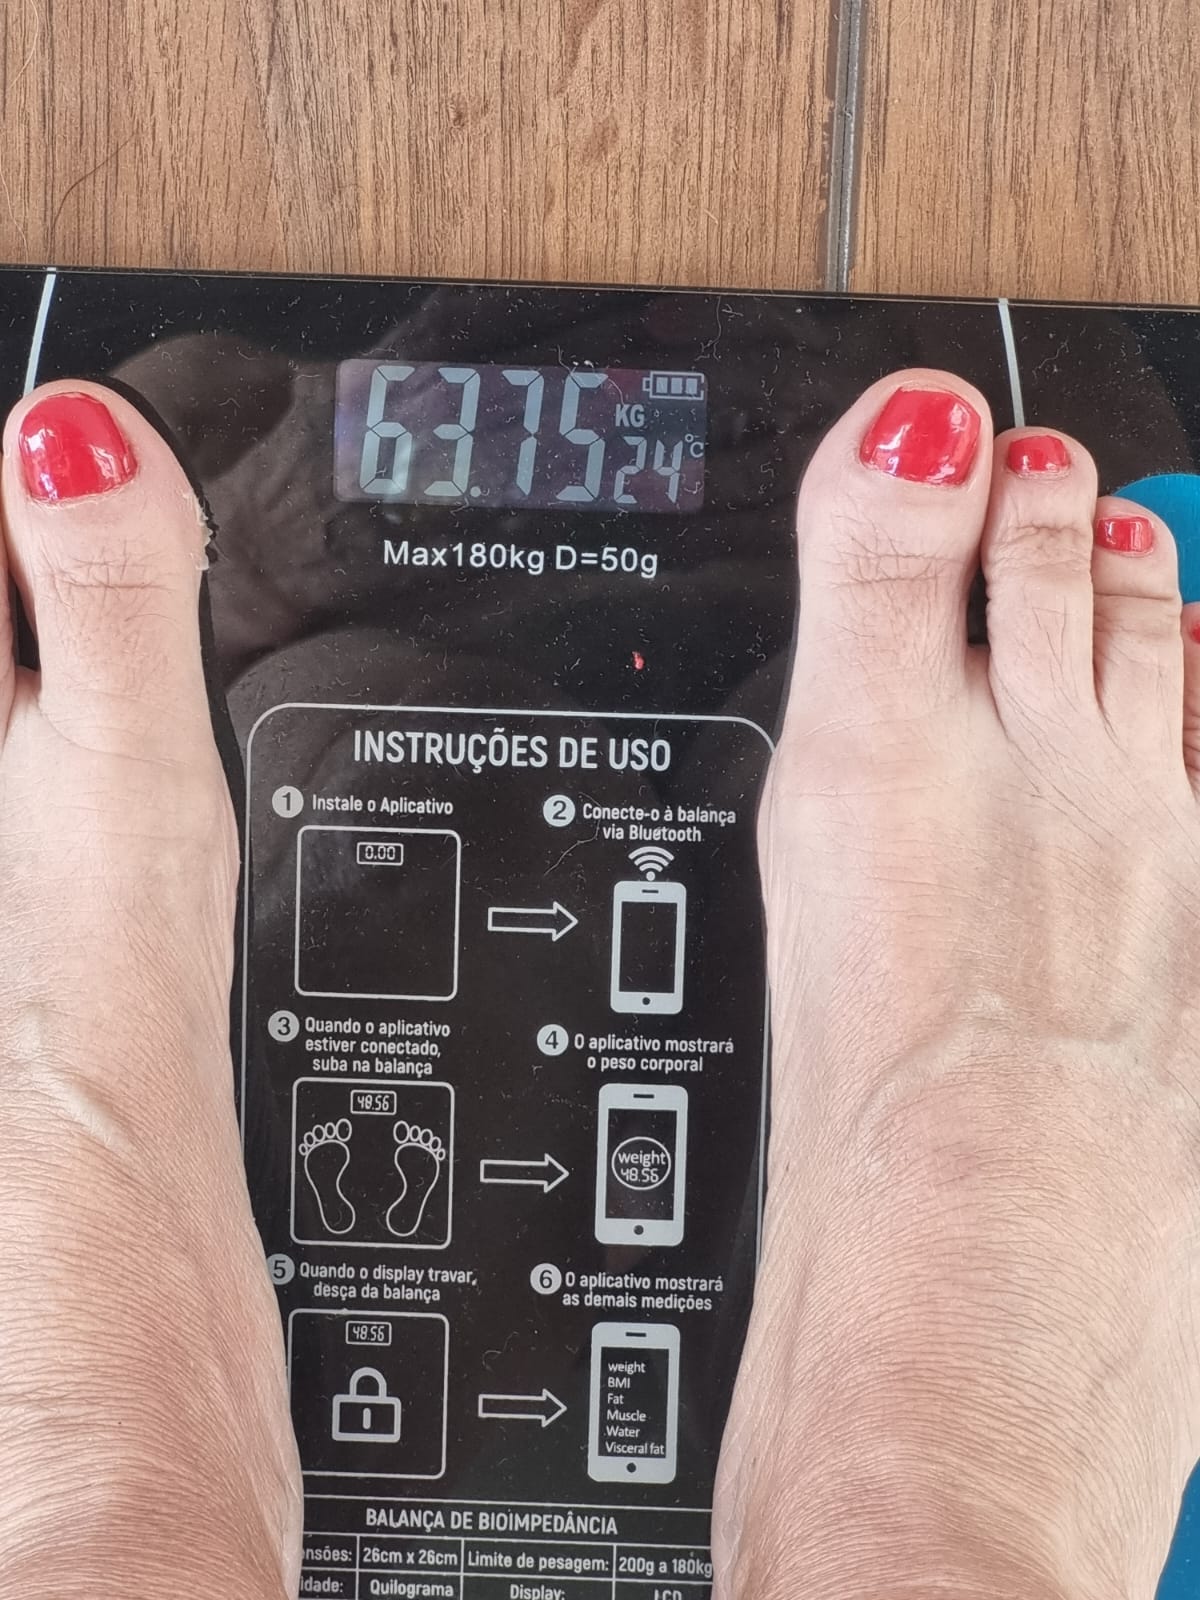 63.75 KG 24°C
Max180kg D=50g
INSTRUÇÕES DE USO
1 Instale o Aplicativo
0.00
2 Conecte-o à balança
via Bluetooth
3 Quando o aplicativo
estiver conectado,
suba na balança
48.56
4 O aplicativo mostrará
o peso corporal
weight
48.56
5 Quando o display travar,
desça da balança
48.56
6 O aplicativo mostrará
as demais medições
weight
BMI
Fat
Muscle
Water
Visceral fat
BALANÇA DE BIOIMPEDÂNCIA
nsões: 26cm x 26cm Limite de pesagem: 200g a 180kg
idade: Quilograma Display: LCD